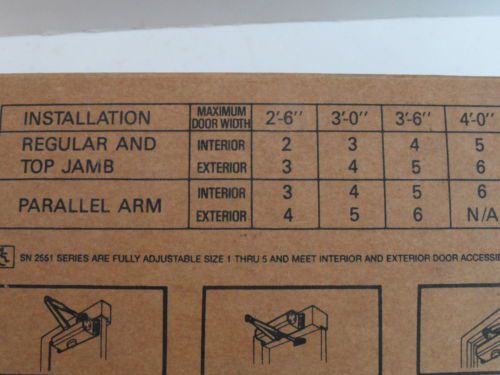 INSTALLATION MAXIMUM DOOR WIDTH 2'-6'' 3'-0'' 3'-6'' 4'-0''
REGULAR AND TOP JAMB INTERIOR 2 3 4 5
EXTERIOR 3 4 5 6
PARALLEL ARM INTERIOR 3 4 5 6
EXTERIOR 4 5 6 N/A
SN 2551 SERIES ARE FULLY ADJUSTABLE SIZE 1 THRU 5 AND MEET INTERIOR AND EXTERIOR DOOR ACCESSI